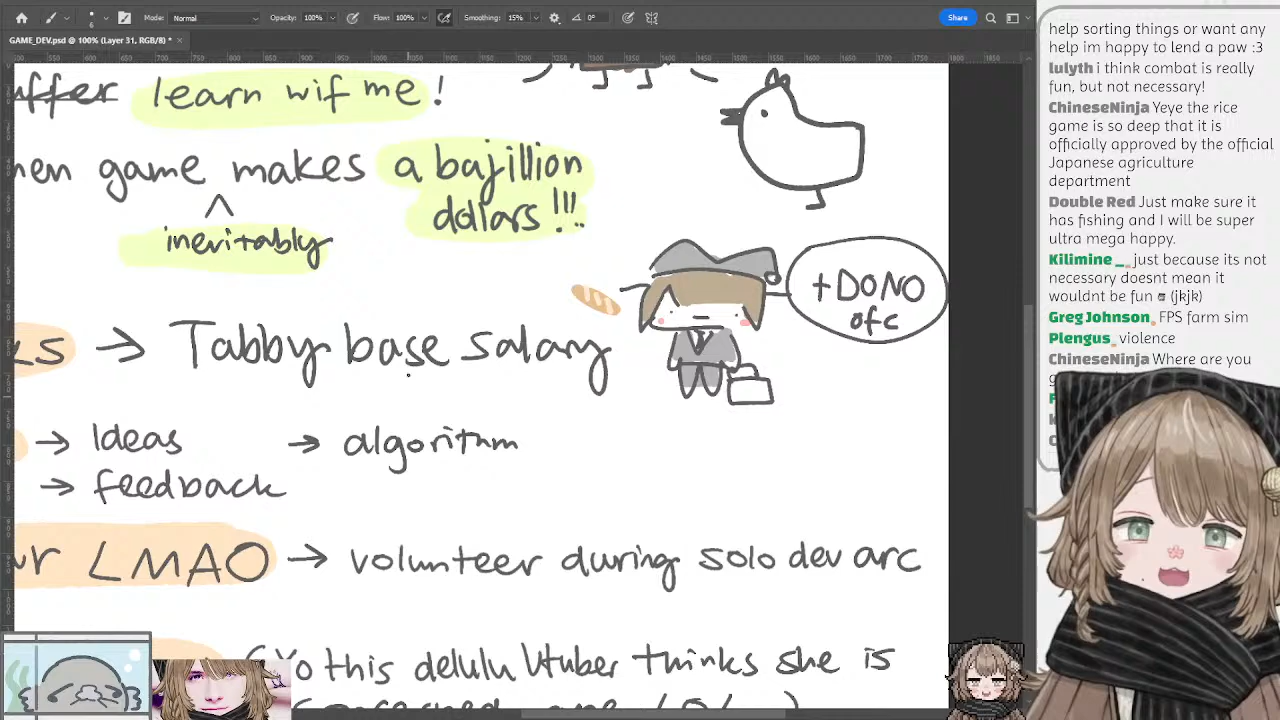 Mode: Normal Opacity: 100% Flow: 100% Smoothing: 15% 0° Share
6
GAME_DEV.psd @ 100% (Layer 31, RGB/8) *
uffer learn wif me!
hen game makes a bajillion
dollars!!!
^
inevitably
+DONO
ofc
ks → Tabby base salary
→ Ideas → algoritum
→ feedback
ur LMAO → volunteer during solo dev arc
this delulu Vtuber thinks she is
help sorting things or want any
help im happy to lend a paw :3
lulyth i think combat is really
fun, but not necessary!
ChineseNinja Yeye the rice
game is so deep that it is
officially approved by the official
Japanese agriculture
department
Double Red Just make sure it
has fishing and I will be super
ultra mega happy.
Kilimine _ just because its not
necessary doesnt mean it
wouldnt be fun (jkjk)
Greg Johnson FPS farm sim
Plengus violence
ChineseNinja Where are you